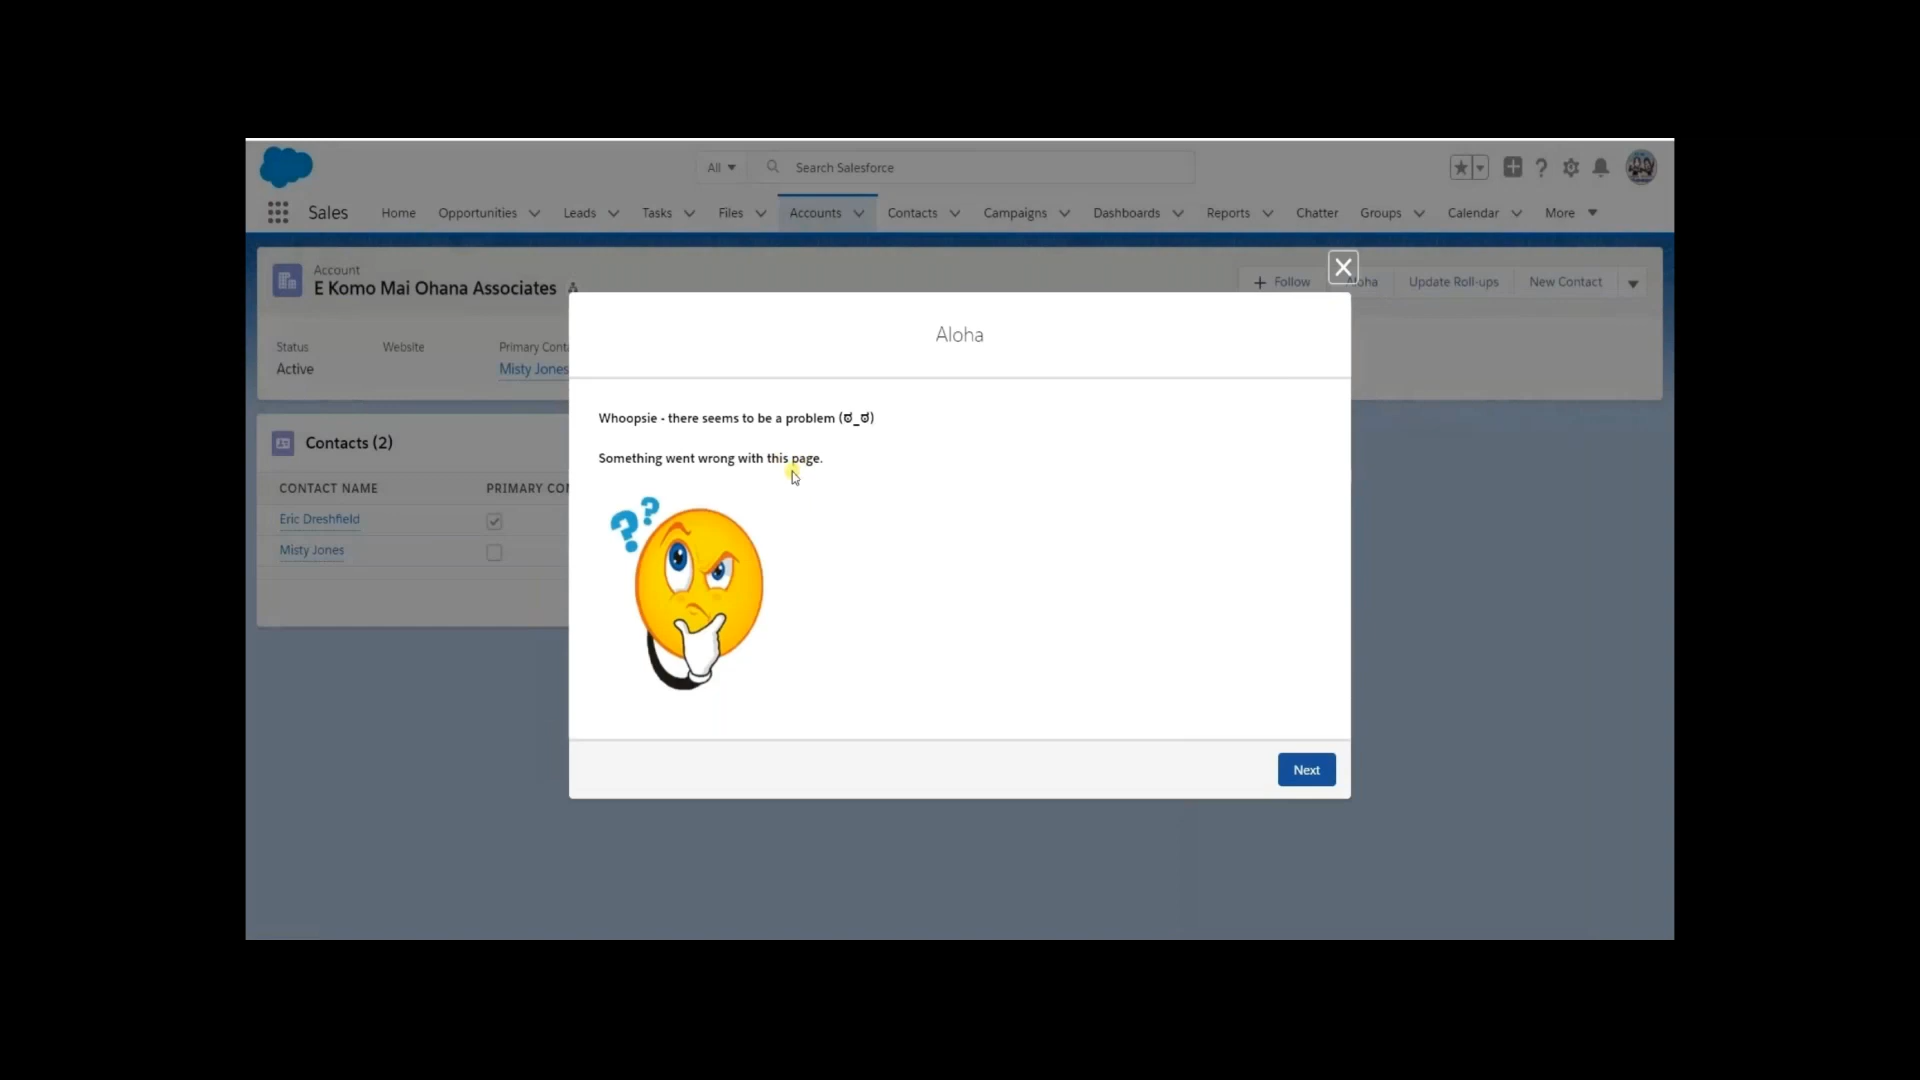 All
Search Salesforce
Sales
Home
Opportunities
Leads
Tasks
Files
Accounts
Contacts
Campaigns
Dashboards
Reports
Chatter
Groups
Calendar
More
Account
E Komo Mai Ohana Associates
Follow
Update Roll-ups
New Contact
Status
Website
Primary
Active
Misty Jones
Contacts (2)
CONTACT NAME
PRIMARY
Eric Dreshfield
Misty Jones
Aloha
Whoopsie - there seems to be a problem (ಠ_ಠ)
Something went wrong with this page.
? ?
Next